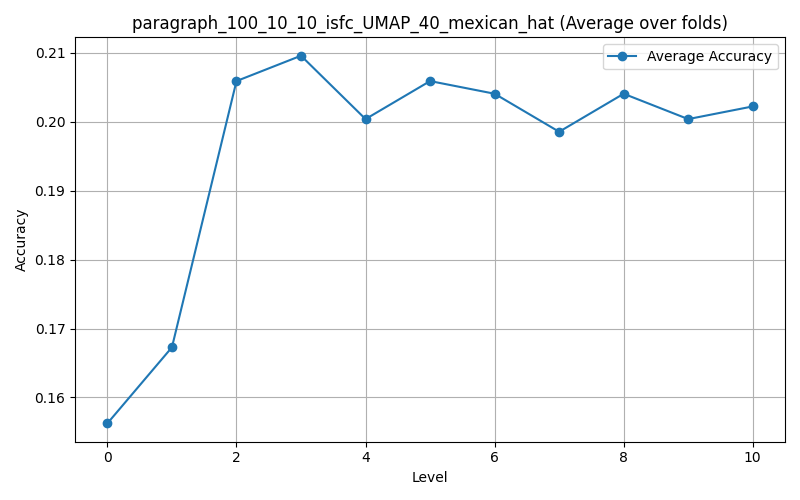 paragraph_100_10_10_isfc_UMAP_40_mexican_hat (Average over folds)
Average Accuracy
0.21
0.20
0.19
0.18
0.17
0.16
Accuracy
0 2 4 6 8 10
Level